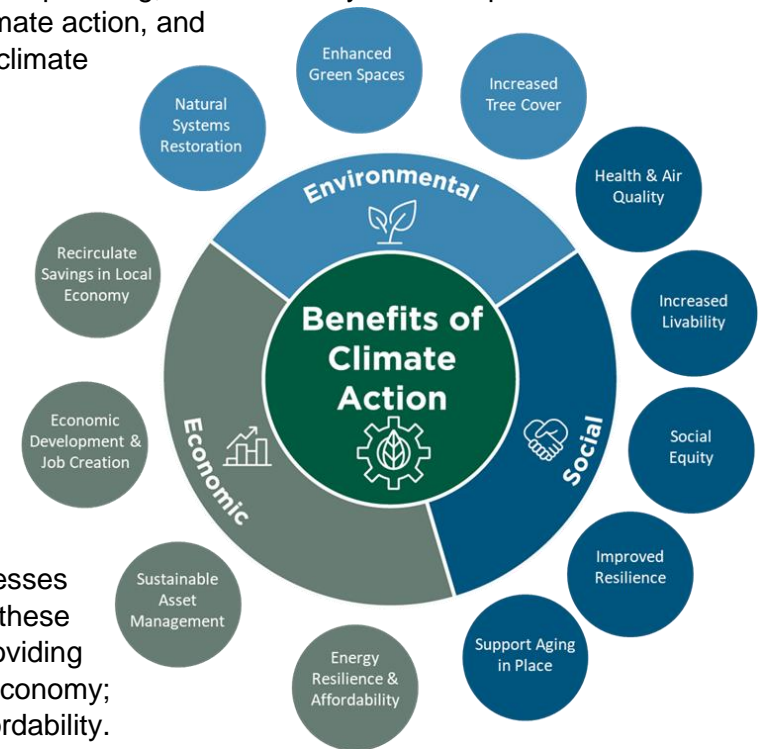 mate action, and
climate
Enhanced
Green Spaces
Increased
Tree Cover
Natural
Systems
Restoration
Health & Air
Quality
Environmental
Recirculate
Savings in Local
Economy
Increased
Livability
Benefits of
Climate
Action
Economic
Development &
Job Creation
Economic
Social
Social
Equity
Improved
Resilience
Sustainable
Asset
Management
Support Aging
in Place
Energy
Resilience &
Affordability
esses
these
oviding
conomy;
ordability.